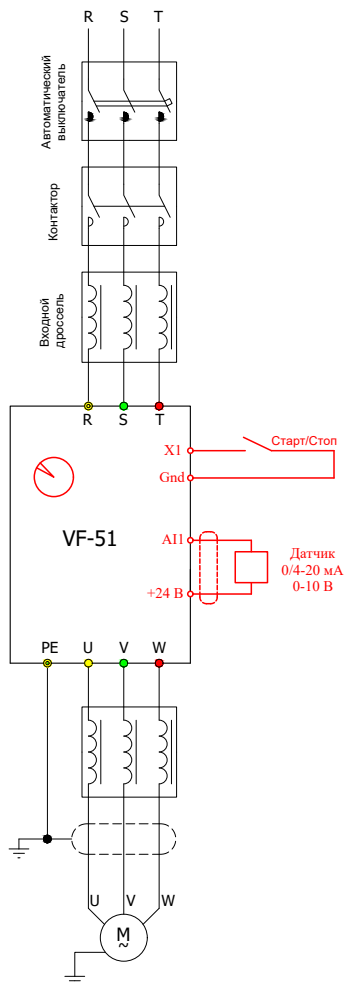 R S T
Автоматический
выключатель
Контактор
Входной
дроссель
R S T
X1
Старт/Стоп
Gnd
VF-51
AI1
Датчик
0/4-20 мА
0-10 В
+24 В
PE U V W
U V W
M
~